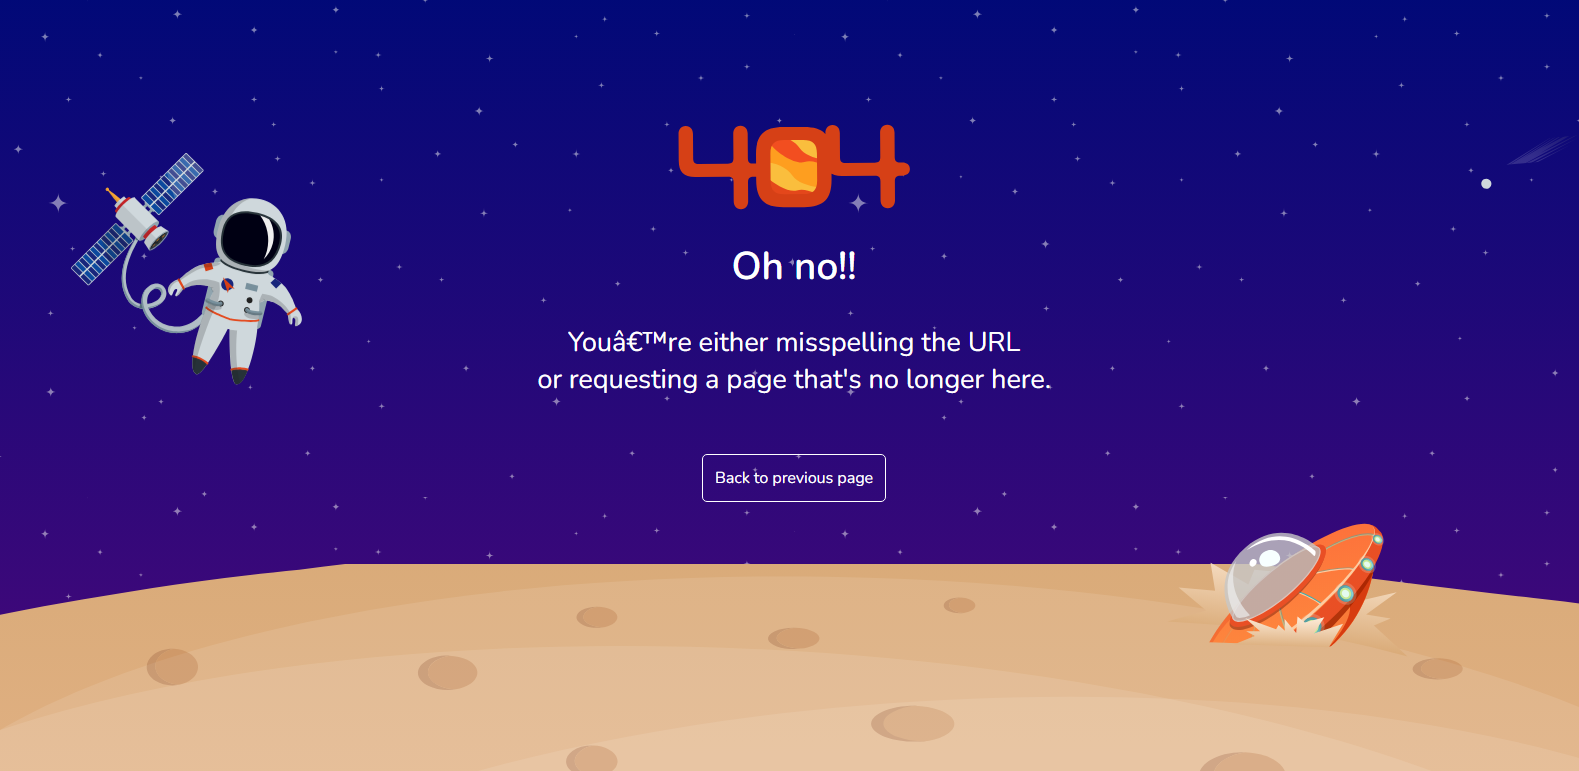 404
Oh no!!
Youâ€™re either misspelling the URL
or requesting a page that's no longer here.
Back to previous page